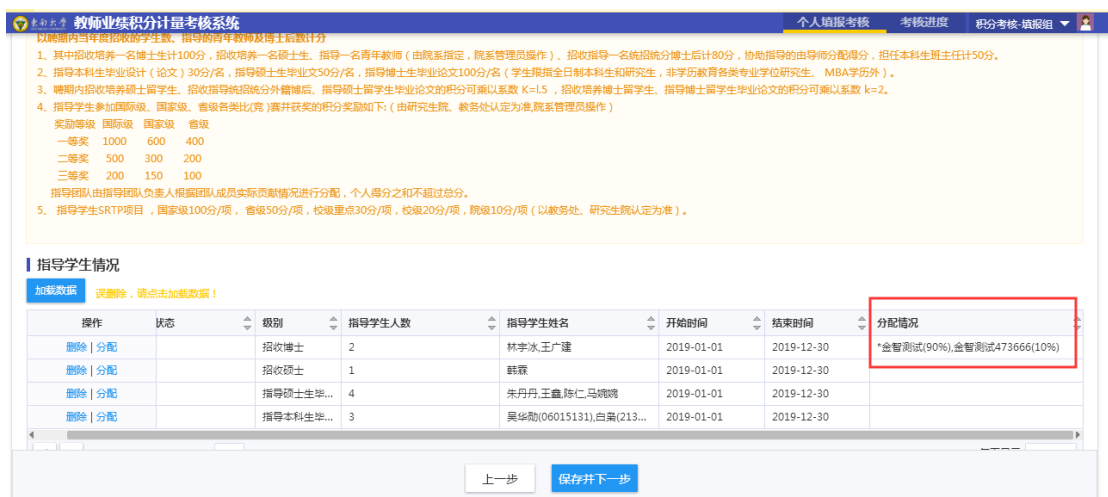 东南大学 教师业绩积分计量考核系统 个人填报考核 考核进度 积分考核-填报组
以聘期内当年度招收的学生数、指导的青年教师及博士后数计分
1、其中招收培养一名博士生计100分，招收培养一名硕士生、指导一名青年教师（由院系指定，院系管理员操作）、招收指导一名统招统分博士后计80分，协助指导的由导师分配得分，担任本科生班主任计50分。
2、指导本科生毕业设计（论文）30分/名，指导硕士生毕业文50分/名，指导博士生毕业论文100分/名（学生限指全日制本科生和研究生，非学历教育各类专业学位研究生、 MBA学历外）。
3、聘期内招收培养硕士留学生、招收指导统招统分外籍博后、指导硕士留学生毕业论文的积分可乘以系数 K=l.5 ，招收培养博士留学生、指导博士留学生毕业论文的积分可乘以系数 k=2。
4、指导学生参加国际级、国家级、省级各类比(竞 )赛并获奖的积分奖励如下:（由研究生院、教务处认定为准,院系管理员操作）
奖励等级 国际级 国家级 省级
一等奖 1000 600 400
二等奖 500 300 200
三等奖 200 150 100
指导团队由指导团队负责人根据团队成员实际贡献情况进行分配，个人得分之和不超过总分。
5、 指导学生SRTP项目 ，国家级100分/项， 省级50分/项，校级重点30分/项，校级20分/项，院级10分/项（以教务处、研究生院认定为准）。
指导学生情况
加载数据 误删除，请点击加载数据！
操作 状态 级别 指导学生人数 指导学生姓名 开始时间 结束时间 分配情况
删除 | 分配 招收博士 2 林宇冰,王广建 2019-01-01 2019-12-30 *金智测试(90%),金智测试473666(10%)
删除 | 分配 招收硕士 1 韩霖 2019-01-01 2019-12-30
删除 | 分配 指导硕士生毕... 4 朱丹丹,王鑫,陈仁,马婉婉 2019-01-01 2019-12-30
删除 | 分配 指导本科生毕... 3 吴华勋(06015131),白枭(213... 2019-01-01 2019-12-30
上一步 保存并下一步